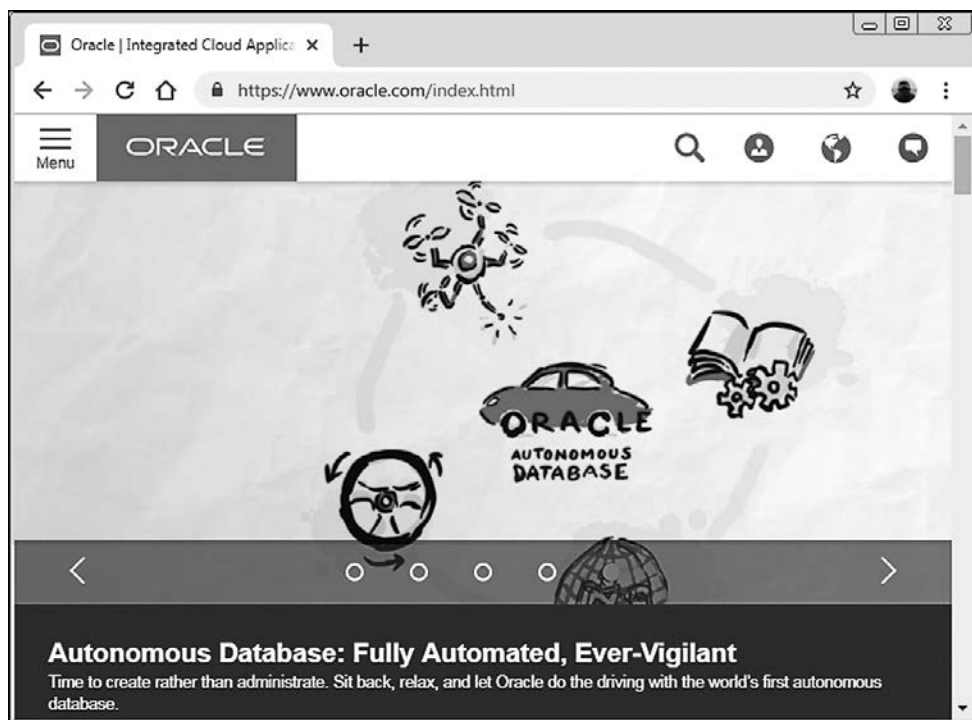 Oracle | Integrated Cloud Applic
https://www.oracle.com/index.html
Menu
ORACLE
ORACLE
AUTONOMOUS
DATABASE
Autonomous Database: Fully Automated, Ever-Vigilant
Time to create rather than administrate. Sit back, relax, and let Oracle do the driving with the world's first autonomous
database.